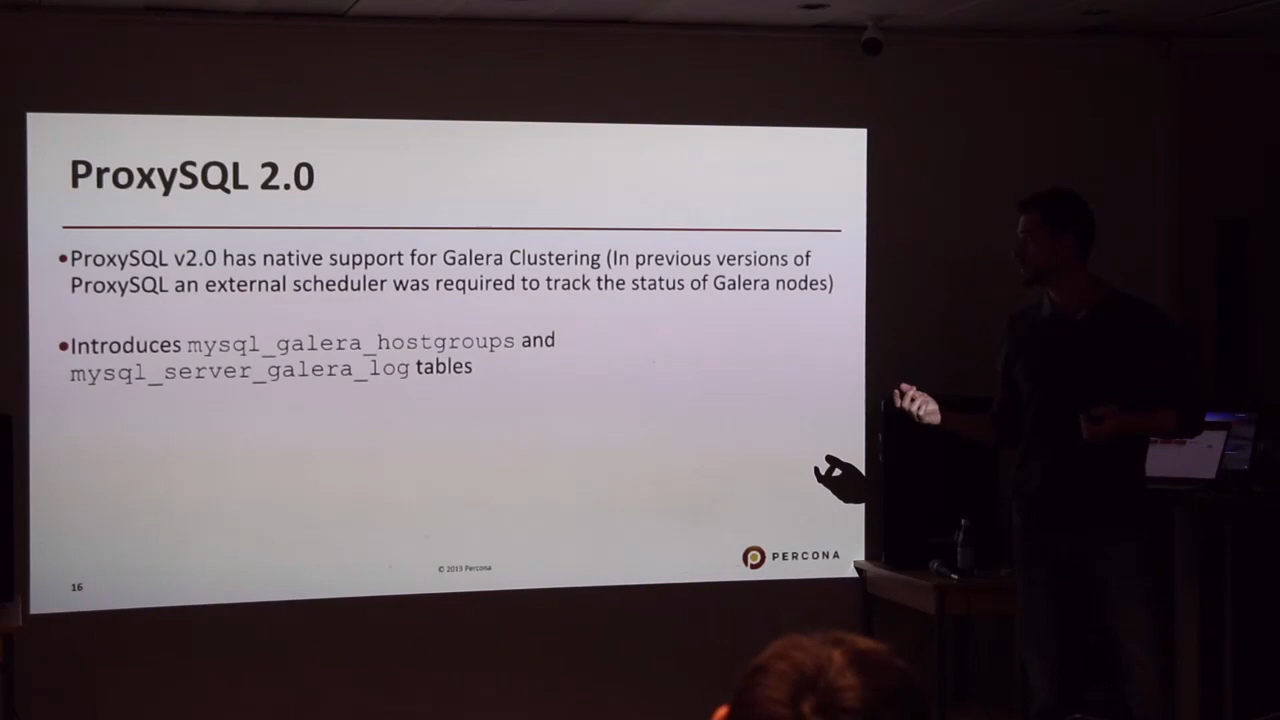 ProxySQL 2.0
•ProxySQL v2.0 has native support for Galera Clustering (In previous versions of
ProxySQL an external scheduler was required to track the status of Galera nodes)
•Introduces mysql_galera_hostgroups and
mysql_server_galera_log tables
© 2019 Percona
PERCONA
16